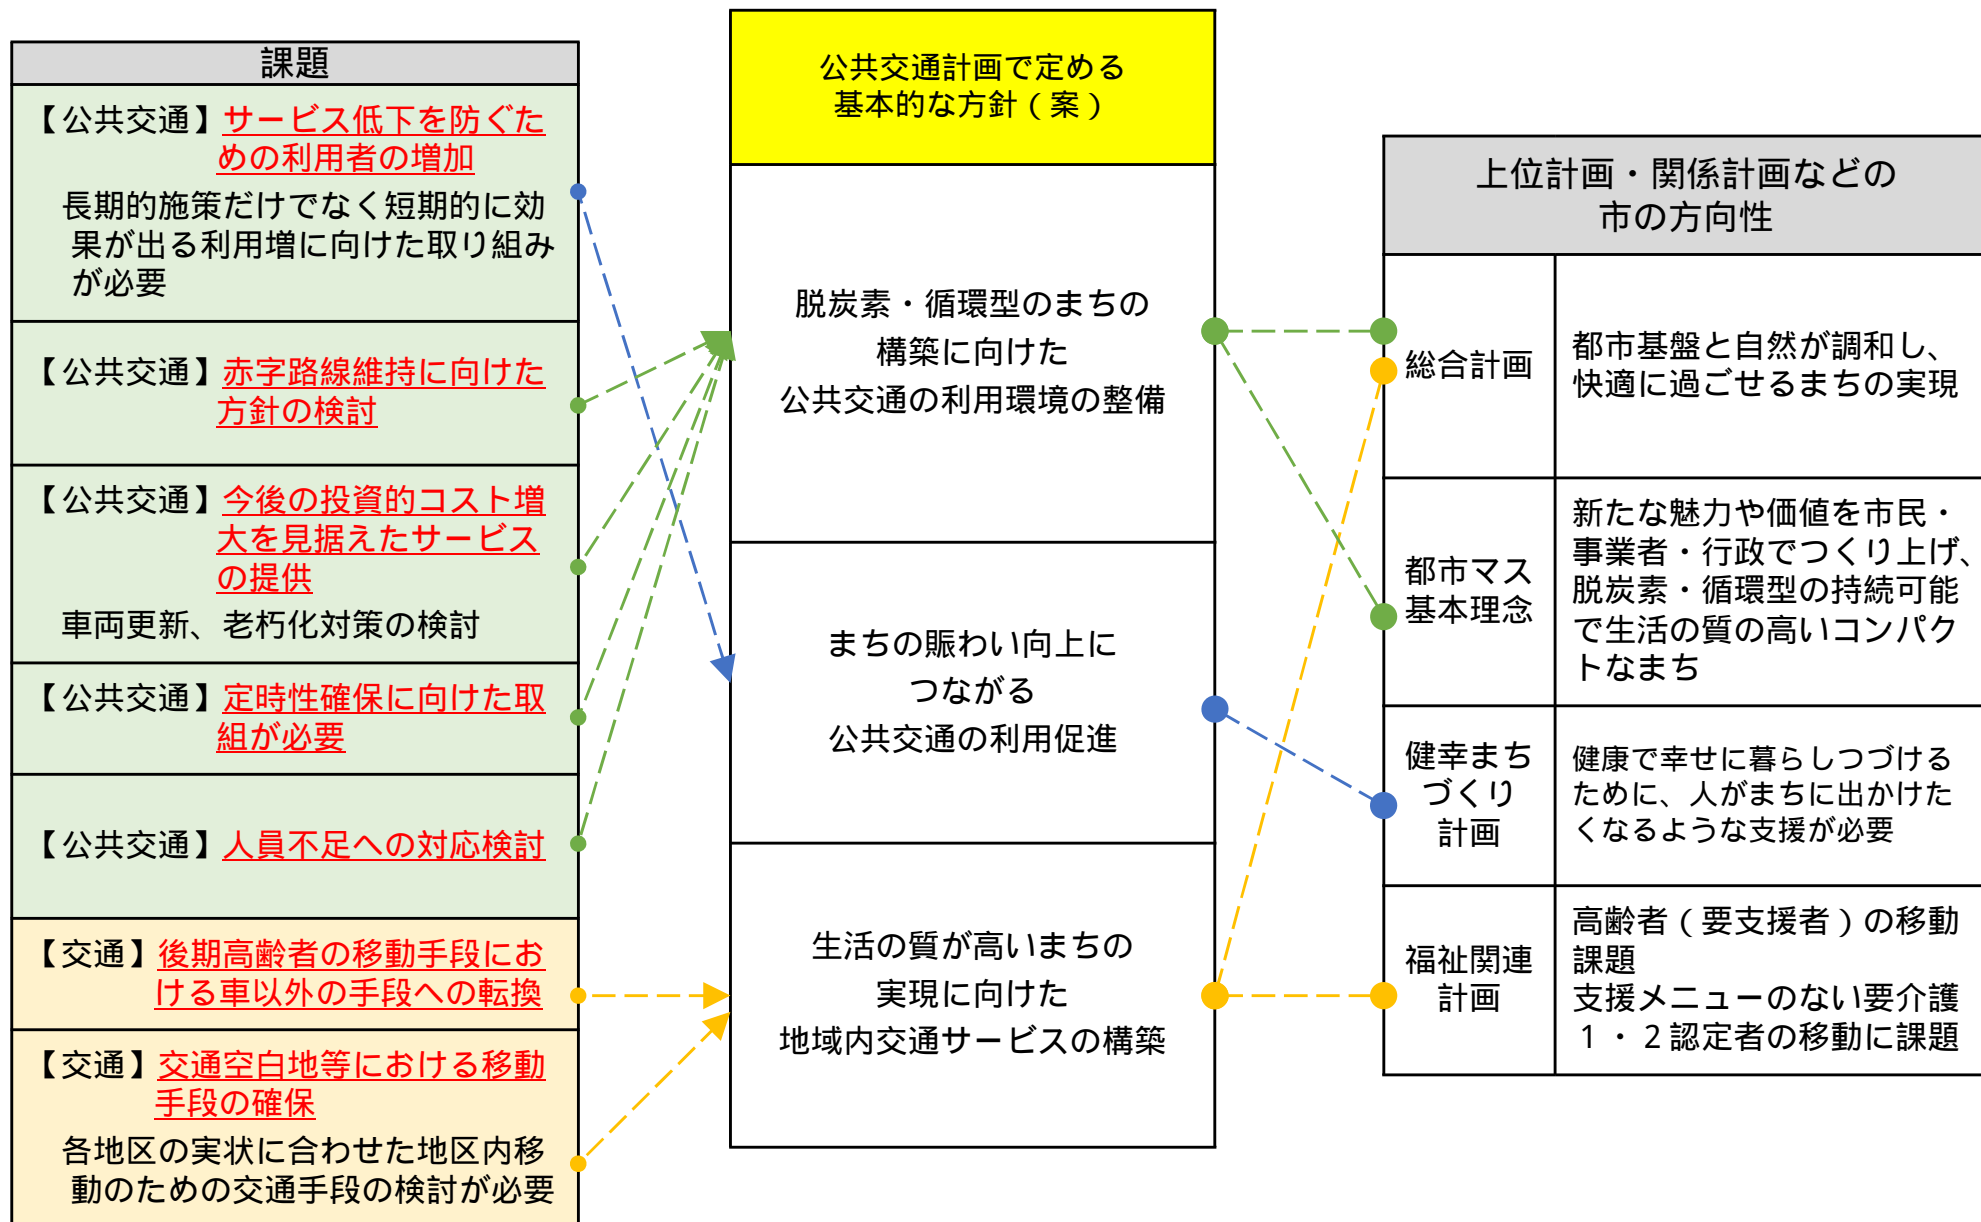 課題
【公共交通】サービス低下を防ぐた
めの利用者の増加
長期的施策だけでなく短期的に効
果が出る利用増に向けた取り組み
が必要
【公共交通】赤字路線維持に向けた
方針の検討
【公共交通】今後の投資的コスト増
大を見据えたサービス
の提供
車両更新、老朽化対策の検討
【公共交通】定時性確保に向けた取
組が必要
【公共交通】人員不足への対応検討
【交通】後期高齢者の移動手段にお
ける車以外の手段への転換
【交通】交通空白地等における移動
手段の確保
各地区の実状に合わせた地区内移
動のための交通手段の検討が必要
公共交通計画で定める
基本的な方針（案）
脱炭素・循環型のまちの
構築に向けた
公共交通の利用環境の整備
まちの賑わい向上に
つながる
公共交通の利用促進
生活の質が高いまちの
実現に向けた
地域内交通サービスの構築
上位計画・関係計画などの
市の方向性
総合計画
都市基盤と自然が調和し、
快適に過ごせるまちの実現
都市マス
基本理念
新たな魅力や価値を市民・
事業者・行政でつくり上げ、
脱炭素・循環型の持続可能
で生活の質の高いコンパク
トなまち
健幸まち
づくり
計画
健康で幸せに暮らしつづける
ために、人がまちに出かけた
くなるような支援が必要
福祉関連
計画
高齢者（要支援者）の移動
課題
支援メニューのない要介護
１・２認定者の移動に課題